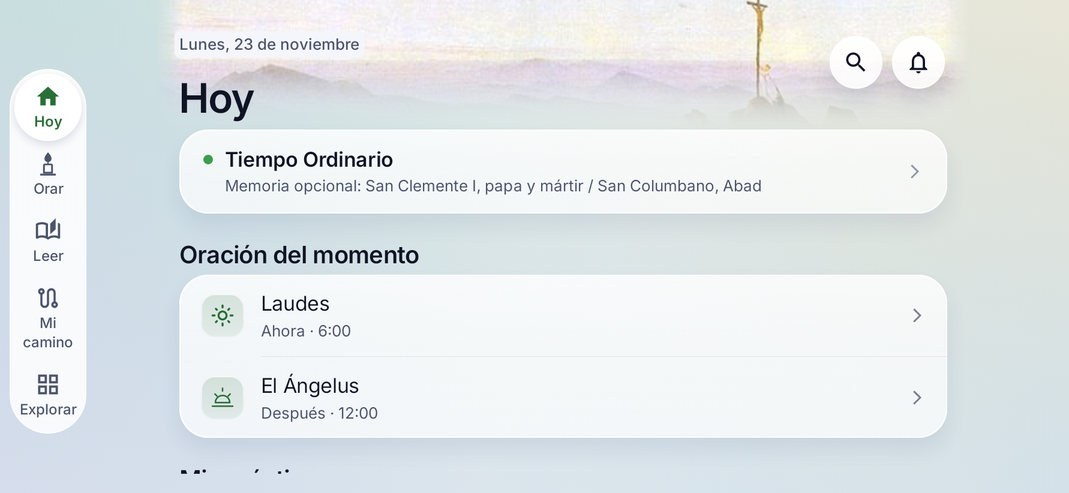 Lunes, 23 de noviembre
Hoy
Hoy
Orar
Leer
Mi
camino
Explorar
Tiempo Ordinario
Memoria opcional: San Clemente I, papa y mártir / San Columbano, Abad
Oración del momento
Laudes
Ahora · 6:00
El Ángelus
Después · 12:00